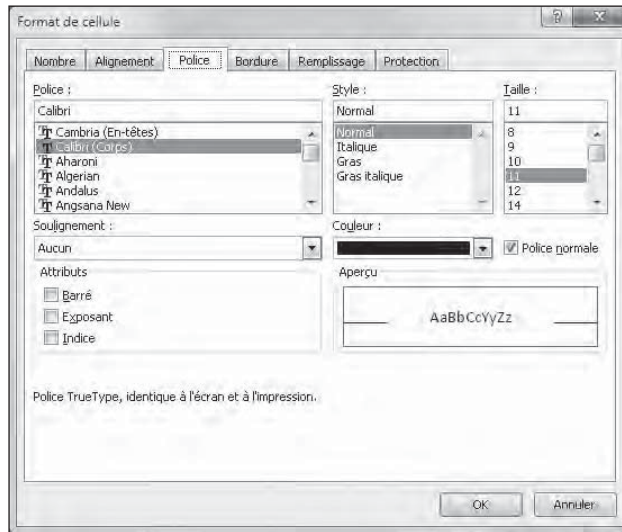 Format de cellule
Nombre Alignement Police Bordure Remplissage Protection
Police : Style : Taille :
Calibri Normal 11
Cambria (En-têtes) Normal 8
Calibri (Corps) Italique 9
Aharoni Gras 10
Algerian Gras italique 11
Andalus 12
Angsana New 14
Soulignement : Couleur :
Aucun Police normale
Attributs Aperçu
Barré
Exposant AaBbCcYyZz
Indice
Police TrueType, identique à l'écran et à l'impression.
OK Annuler